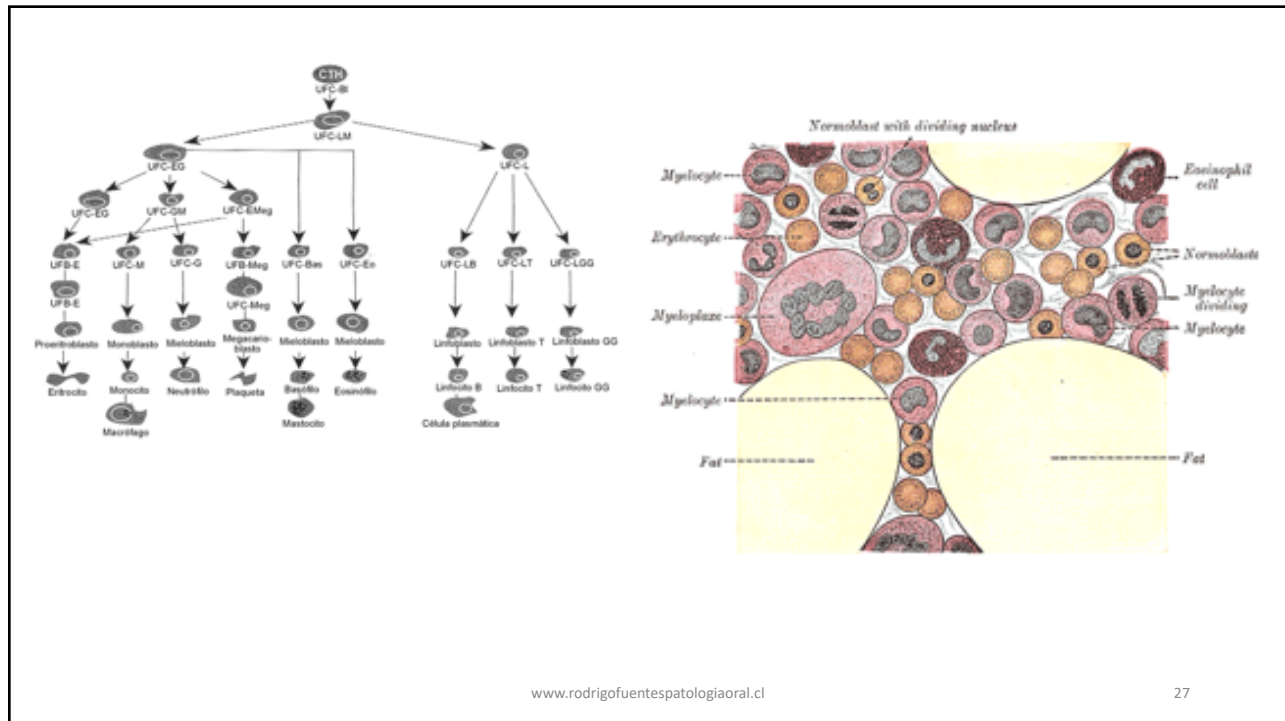 CTH
UFC-Bl
UFC-LM
UFC-EG
UFC-L
UFC-EG
UFC-GM
UFC-EMeg
UFB-E
UFC-M
UFC-G
UFB-Meg
UFC-Bas
UFC-Eo
UFC-LB
UFC-LT
UFC-LGG
UFB-E
UFC-Meg
Proeritroblasto
Monoblasto
Mieloblasto
Megacario-
blasto
Mieloblasto
Mieloblasto
Linfoblasto
Linfoblasto T
Linfoblasto GG
Eritrocito
Monocito
Neutrófilo
Plaqueta
Basófilo
Eosinófilo
Linfocito B
Linfocito T
Linfocito GG
Macrófago
Mastocito
Célula plasmática
Normoblast with dividing nucleus
Myelocyte
Eosinophil
cell
Erythrocyte
Normoblasts
Myeloplaxe
Myelocyte
dividing
Myelocyte
Myelocyte
Fat
Fat
www.rodrigofuentespatologiaoral.cl
27